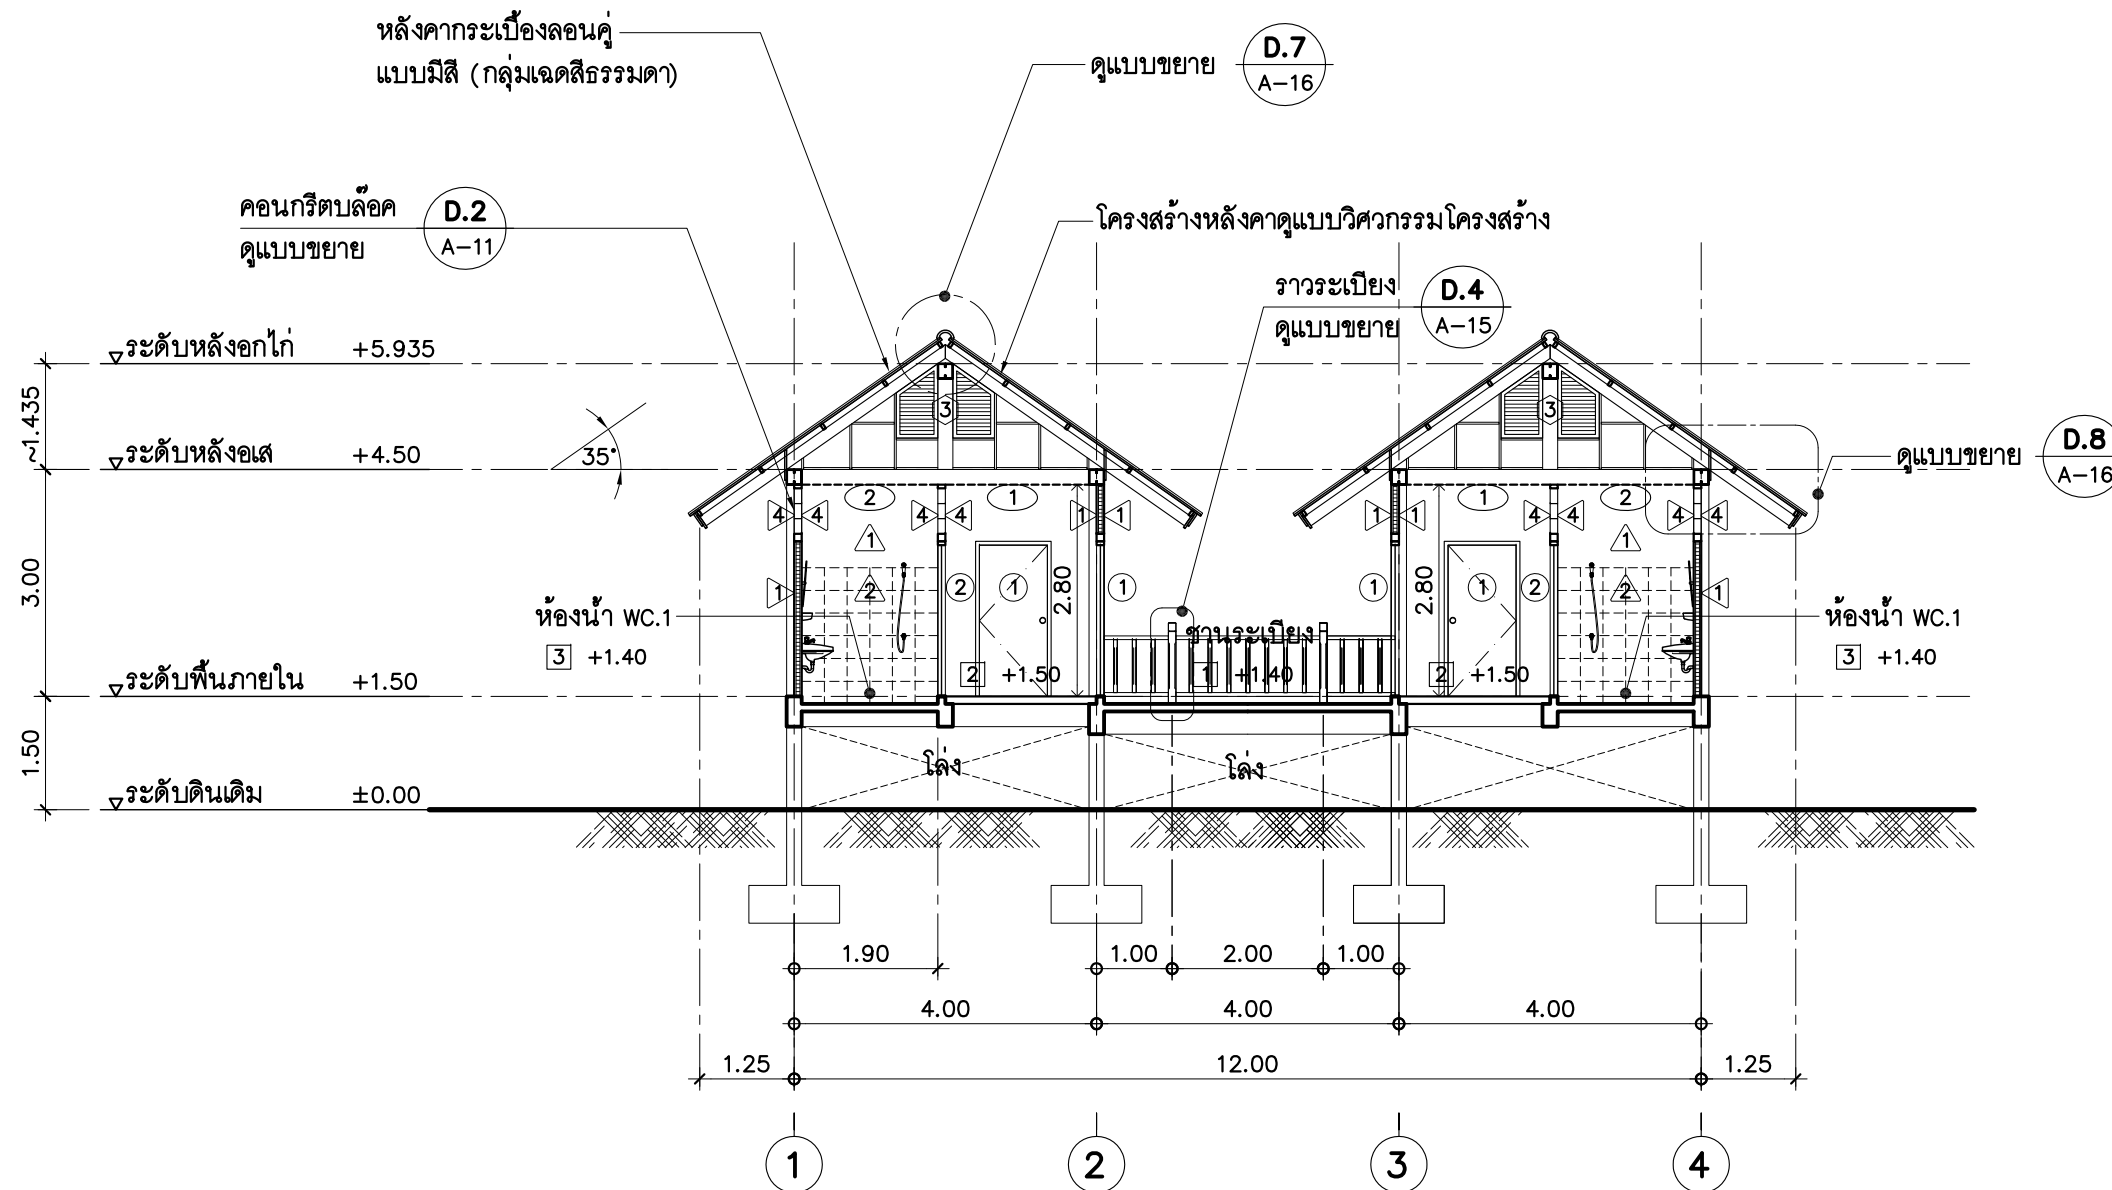 หลังคากระเบื้องลอนคู่
แบบมีสี (กลุ่มเฉดสีธรรมดา)
ดูแบบขยาย
D.7
A-16
คอนกรีตบล๊อค
ดูแบบขยาย
D.2
A-11
โครงสร้างหลังคาดูแบบวิศวกรรมโครงสร้าง
ราวระเบียง
ดูแบบขยาย
D.4
A-15
ระดับหลังอกไก่ +5.935
~1.435
ระดับหลังอเส +4.50
35°
3 3
ดูแบบขยาย
D.8
A-16
2 1 1 2
4 4 4 4 1 1 1 1 4 4 4 4
1 1
3.00
1 2 2 1 2.80 1 1 2.80 1 2 2 1
ห้องน้ำ WC.1
3 +1.40
ชานระเบียง
2 +1.50
1 +1.40
2 +1.50
ห้องน้ำ WC.1
3 +1.40
ระดับพื้นภายใน +1.50
1.50
โล่ง โล่ง
ระดับดินเดิม ±0.00
1.90 1.00 2.00 1.00
4.00 4.00 4.00
1.25 12.00 1.25
1 2 3 4